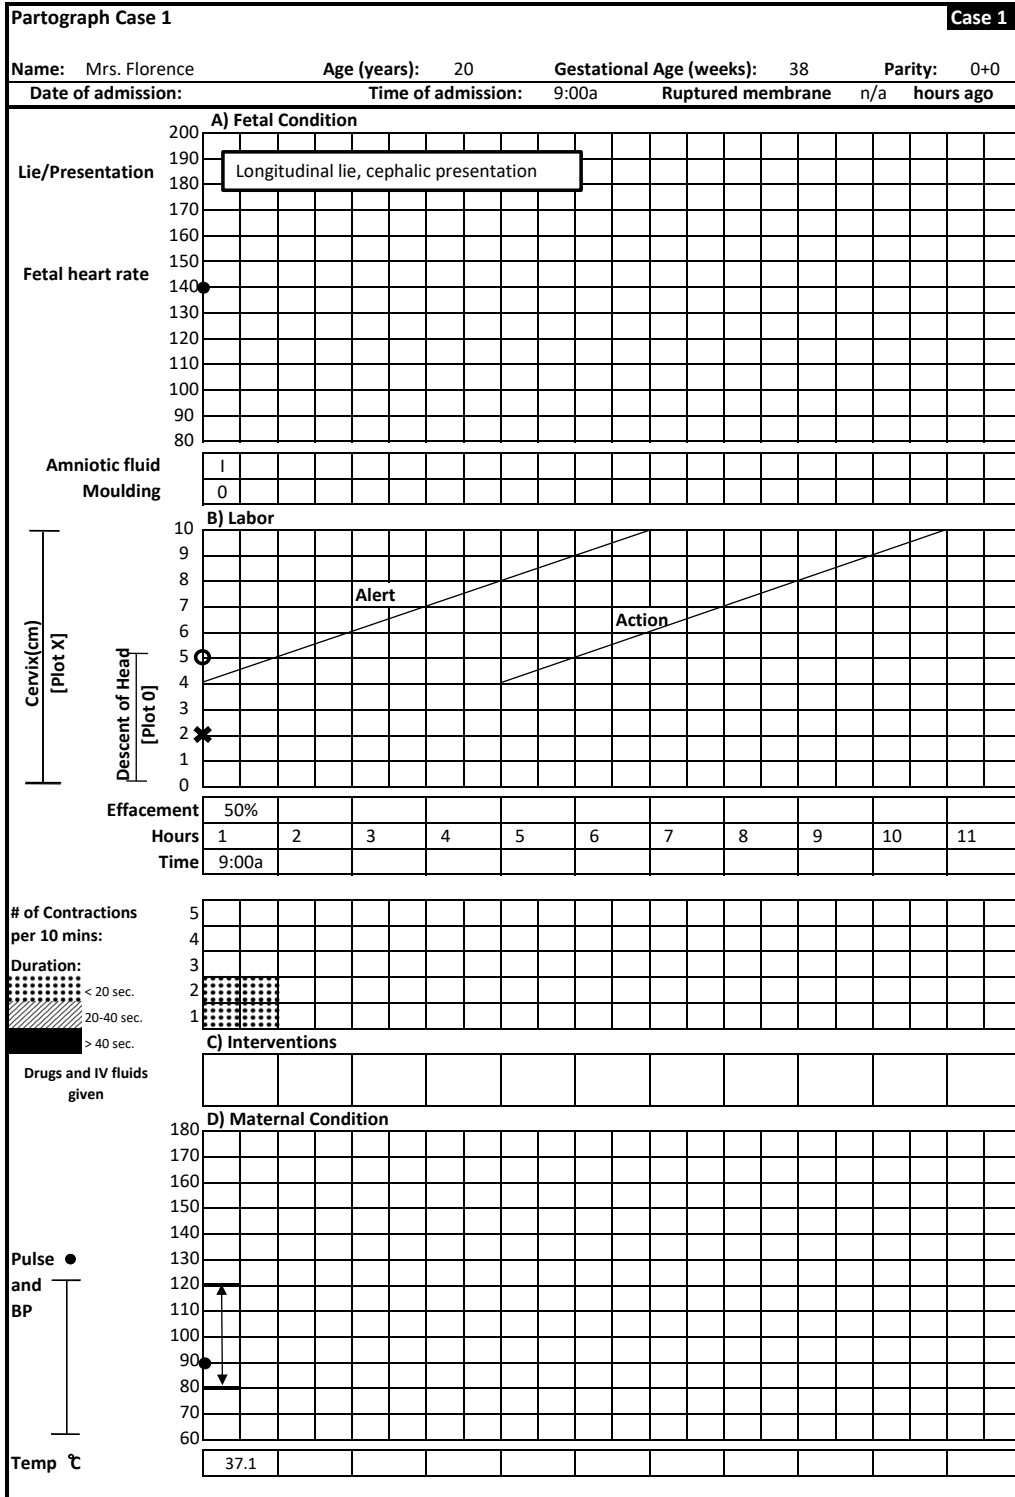 Partograph Case 1 Case 1
Name: Mrs. Florence Age (years): 20 Gestational Age (weeks): 38 Parity: 0+0
Date of admission: Time of admission: 9:00a Ruptured membrane n/a hours ago
A) Fetal Condition
200
190
Lie/Presentation Longitudinal lie, cephalic presentation
180
170
160
150
Fetal heart rate
140
130
120
110
100
90
80
Amniotic fluid I
Moulding 0
B) Labor
10
9
8
Alert
7
Action
6
5
4
3
2
1
0
Cervix(cm)
[Plot X]
Descent of Head
[Plot 0]
Effacement 50%
Hours 1 2 3 4 5 6 7 8 9 10 11
Time 9:00a
# of Contractions 5
per 10 mins: 4
Duration: 3
< 20 sec. 2
20-40 sec. 1
> 40 sec.
C) Interventions
Drugs and IV fluids
given
D) Maternal Condition
180
170
160
150
140
Pulse 130
and 120
BP 110
100
90
80
70
60
Temp ℃ 37.1